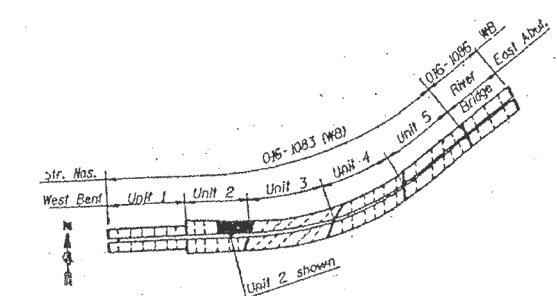 016-1086 WB
East Abut.
River
Bridge
016-1083 (WB)
Unit 5
Unit 4
Str. Nos.
Unit 3
Unit 2
West Bent
Unit 1
N
Unit 2 shown